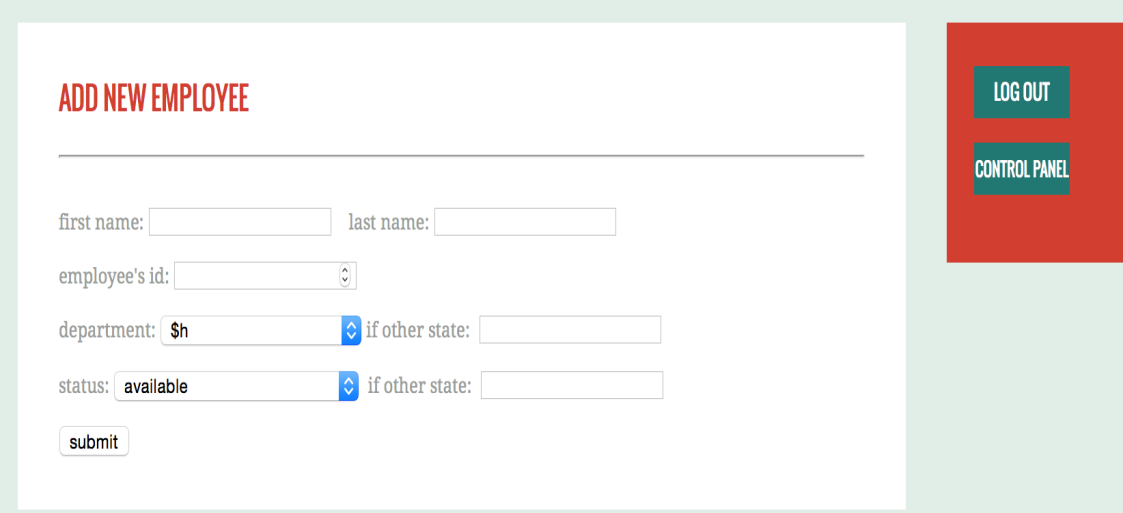 ADD NEW EMPLOYEE
LOG OUT
CONTROL PANEL
first name: last name:
employee's id:
department: $h if other state:
status: available if other state:
submit